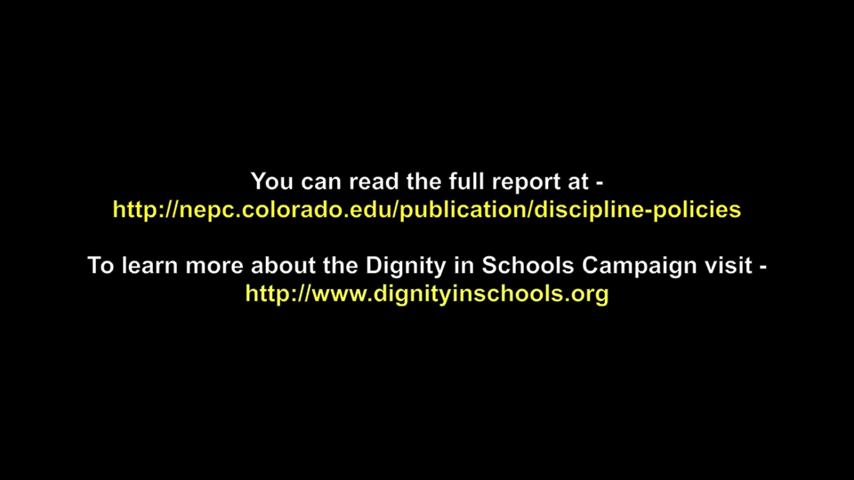 You can read the full report at -
http://nepc.colorado.edu/publication/discipline-policies
To learn more about the Dignity in Schools Campaign visit -
http://www.dignityinschools.org